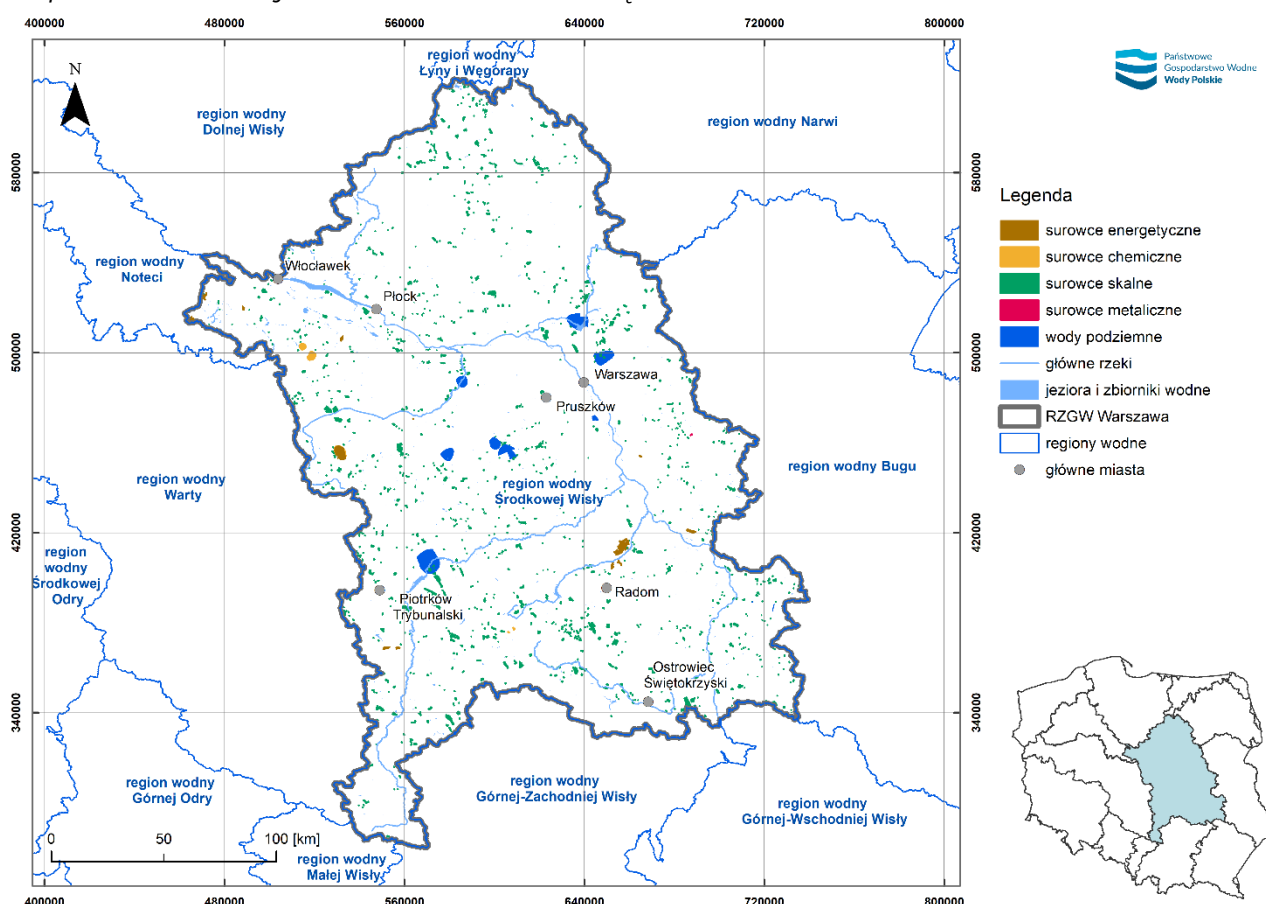 400000 480000 560000 640000 720000 800000
region wodny
Łyny i Węgorapy
N
region wodny
Dolnej Wisły
region wodny Narwi
Państwowe
Gospodarstwo Wodne
Wody Polskie
680000 680000
Legenda
surowce energetyczne
surowce chemiczne
surowce skalne
surowce metaliczne
wody podziemne
główne rzeki
jeziora i zbiorniki wodne
RZGW Warszawa
regiony wodne
główne miasta
region wodny
Noteci
Włocławek
Płock
500000 500000
Warszawa
Pruszków
region wodny
Warty
region wodny
Środkowej Wisły
region wodny Bugu
420000 420000
region
wodny
Środkowej
Odry
Piotrków
Trybunalski
Radom
Ostrowiec
Świętokrzyski
340000 340000
region wodny
Górnej Odry
region wodny
Górnej-Zachodniej Wisły
region wodny
Górnej-Wschodniej Wisły
0 50 100 [km]
region wodny
Małej Wisły
400000 480000 560000 640000 720000 800000